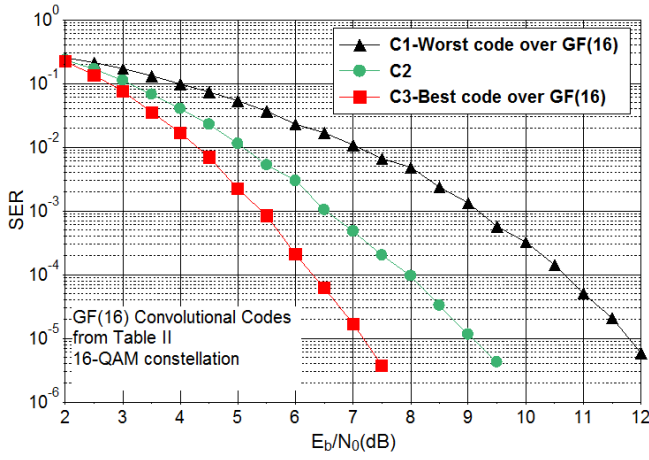 C1-Worst code over GF(16)
C2
C3-Best code over GF(16)
SER
10^0
10^-1
10^-2
10^-3
10^-4
10^-5
10^-6
GF(16) Convolutional Codes
from Table II
16-QAM constellation
2 3 4 5 6 7 8 9 10 11 12
E_b/N_0(dB)